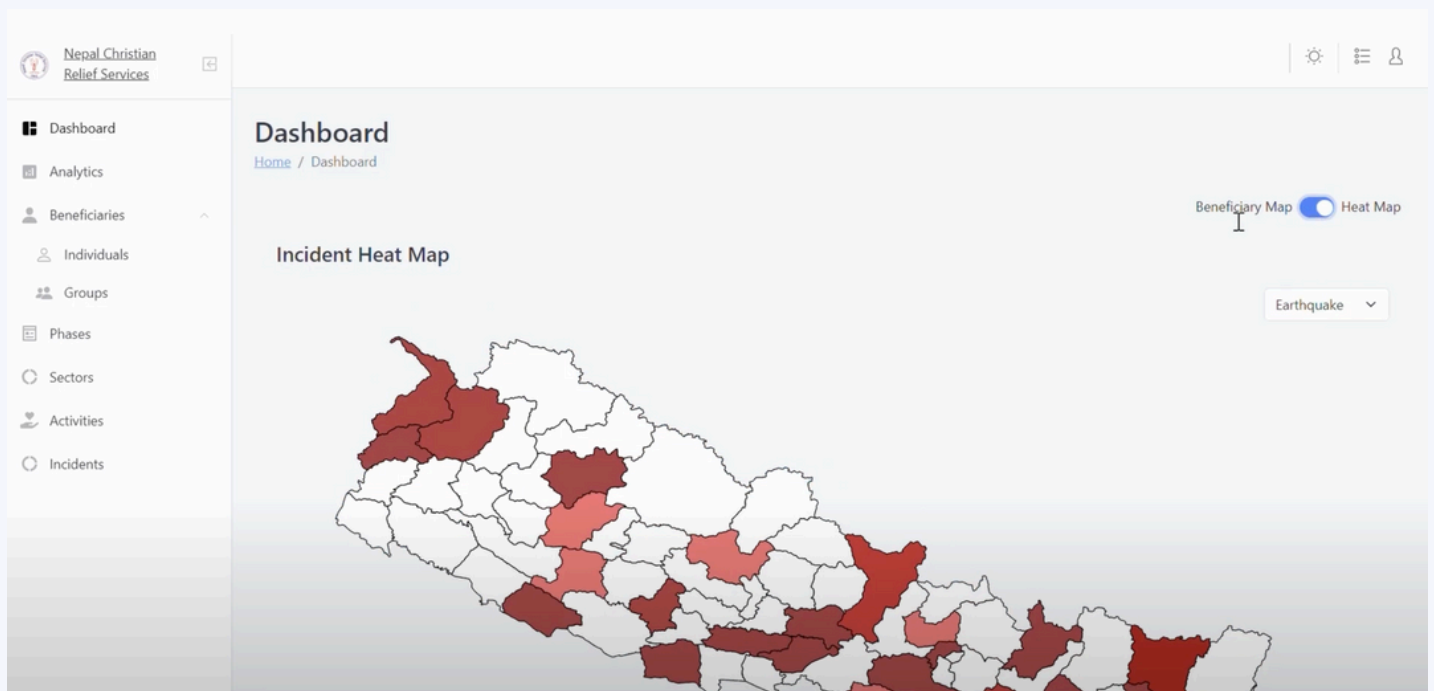 Nepal Christian
Relief Services
Dashboard
Analytics
Beneficiaries
Individuals
Groups
Phases
Sectors
Activities
Incidents
Dashboard
Home / Dashboard
Beneficiary Map Heat Map
Incident Heat Map
Earthquake